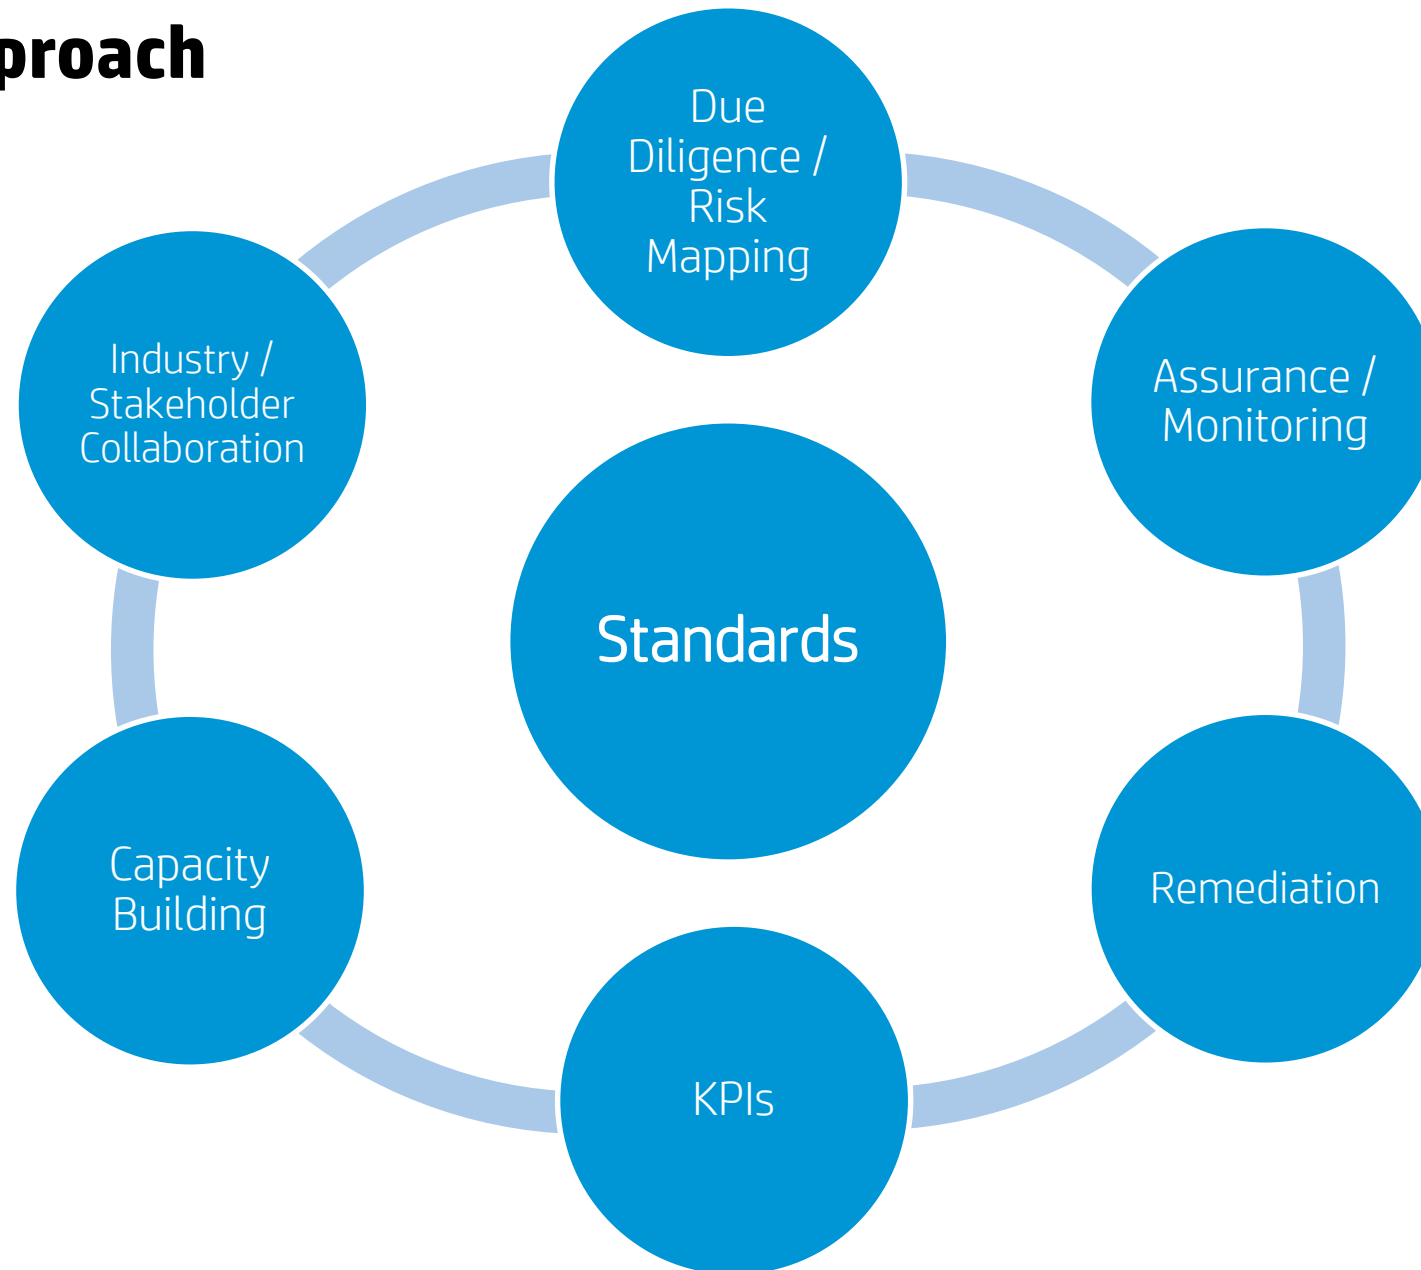 proach
Due
Diligence /
Risk
Mapping
Assurance /
Monitoring
Remediation
KPIs
Capacity
Building
Industry /
Stakeholder
Collaboration
Standards